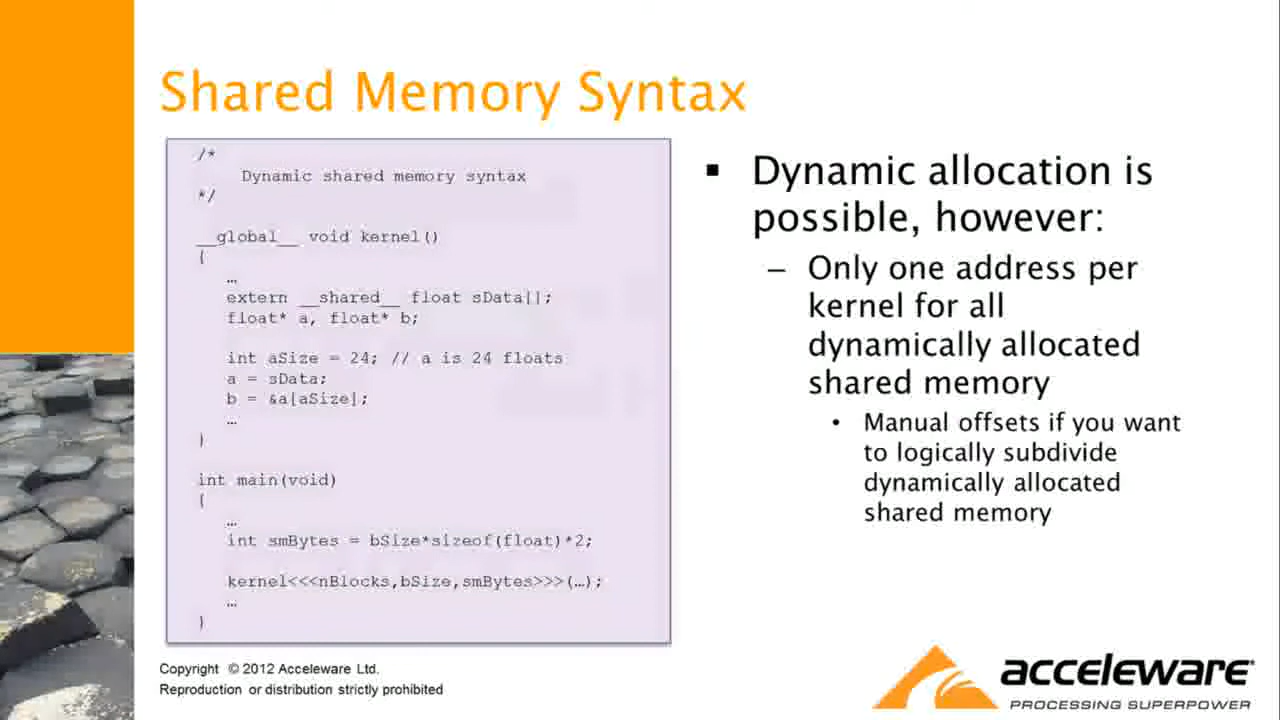 Shared Memory Syntax
/*
Dynamic shared memory syntax
*/
__global__ void kernel()
{
…
extern __shared__ float sData[];
float* a, float* b;
int aSize = 24; // a is 24 floats
a = sData;
b = &a[aSize];
…
}
int main(void)
{
…
int smBytes = bSize*sizeof(float)*2;
kernel<<<nBlocks,bSize,smBytes>>>(…);
…
}
▪ Dynamic allocation is
possible, however:
– Only one address per
kernel for all
dynamically allocated
shared memory
• Manual offsets if you want
to logically subdivide
dynamically allocated
shared memory
Copyright © 2012 Acceleware Ltd.
Reproduction or distribution strictly prohibited
acceleware®
PROCESSING SUPERPOWER